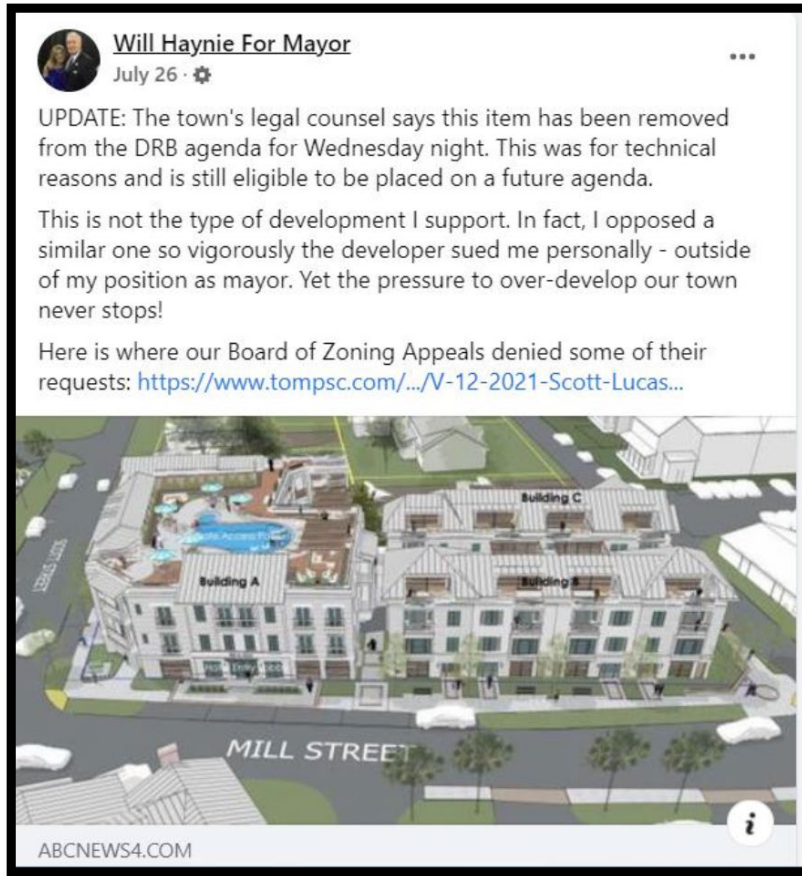 Will Haynie For Mayor
July 26 ·
UPDATE: The town's legal counsel says this item has been removed
from the DRB agenda for Wednesday night. This was for technical
reasons and is still eligible to be placed on a future agenda.
This is not the type of development I support. In fact, I opposed a
similar one so vigorously the developer sued me personally - outside
of my position as mayor. Yet the pressure to over-develop our town
never stops!
Here is where our Board of Zoning Appeals denied some of their
requests: https://www.tompsc.com/.../V-12-2021-Scott-Lucas...
Building C
Building A
Building B
MILL STREET
i
ABCNEWS4.COM